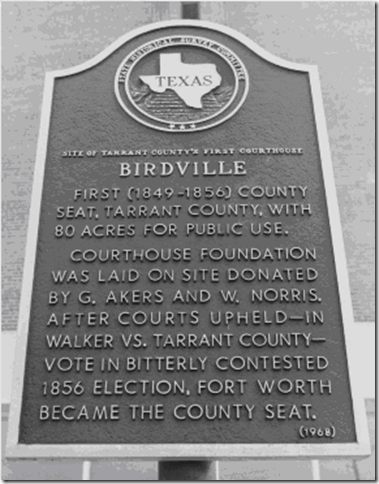 STATE HISTORICAL SURVEY COMMITTEE
TEXAS
SITE OF TARRANT COUNTY'S FIRST COURTHOUSE
BIRDVILLE
FIRST (1849-1856) COUNTY
SEAT, TARRANT COUNTY, WITH
80 ACRES FOR PUBLIC USE.
COURTHOUSE FOUNDATION
WAS LAID ON SITE DONATED
BY G. AKERS AND W. NORRIS.
AFTER COURTS UPHELD—IN
WALKER VS. TARRANT COUNTY—
VOTE IN BITTERLY CONTESTED
1856 ELECTION, FORT WORTH
BECAME THE COUNTY SEAT.
(1968)